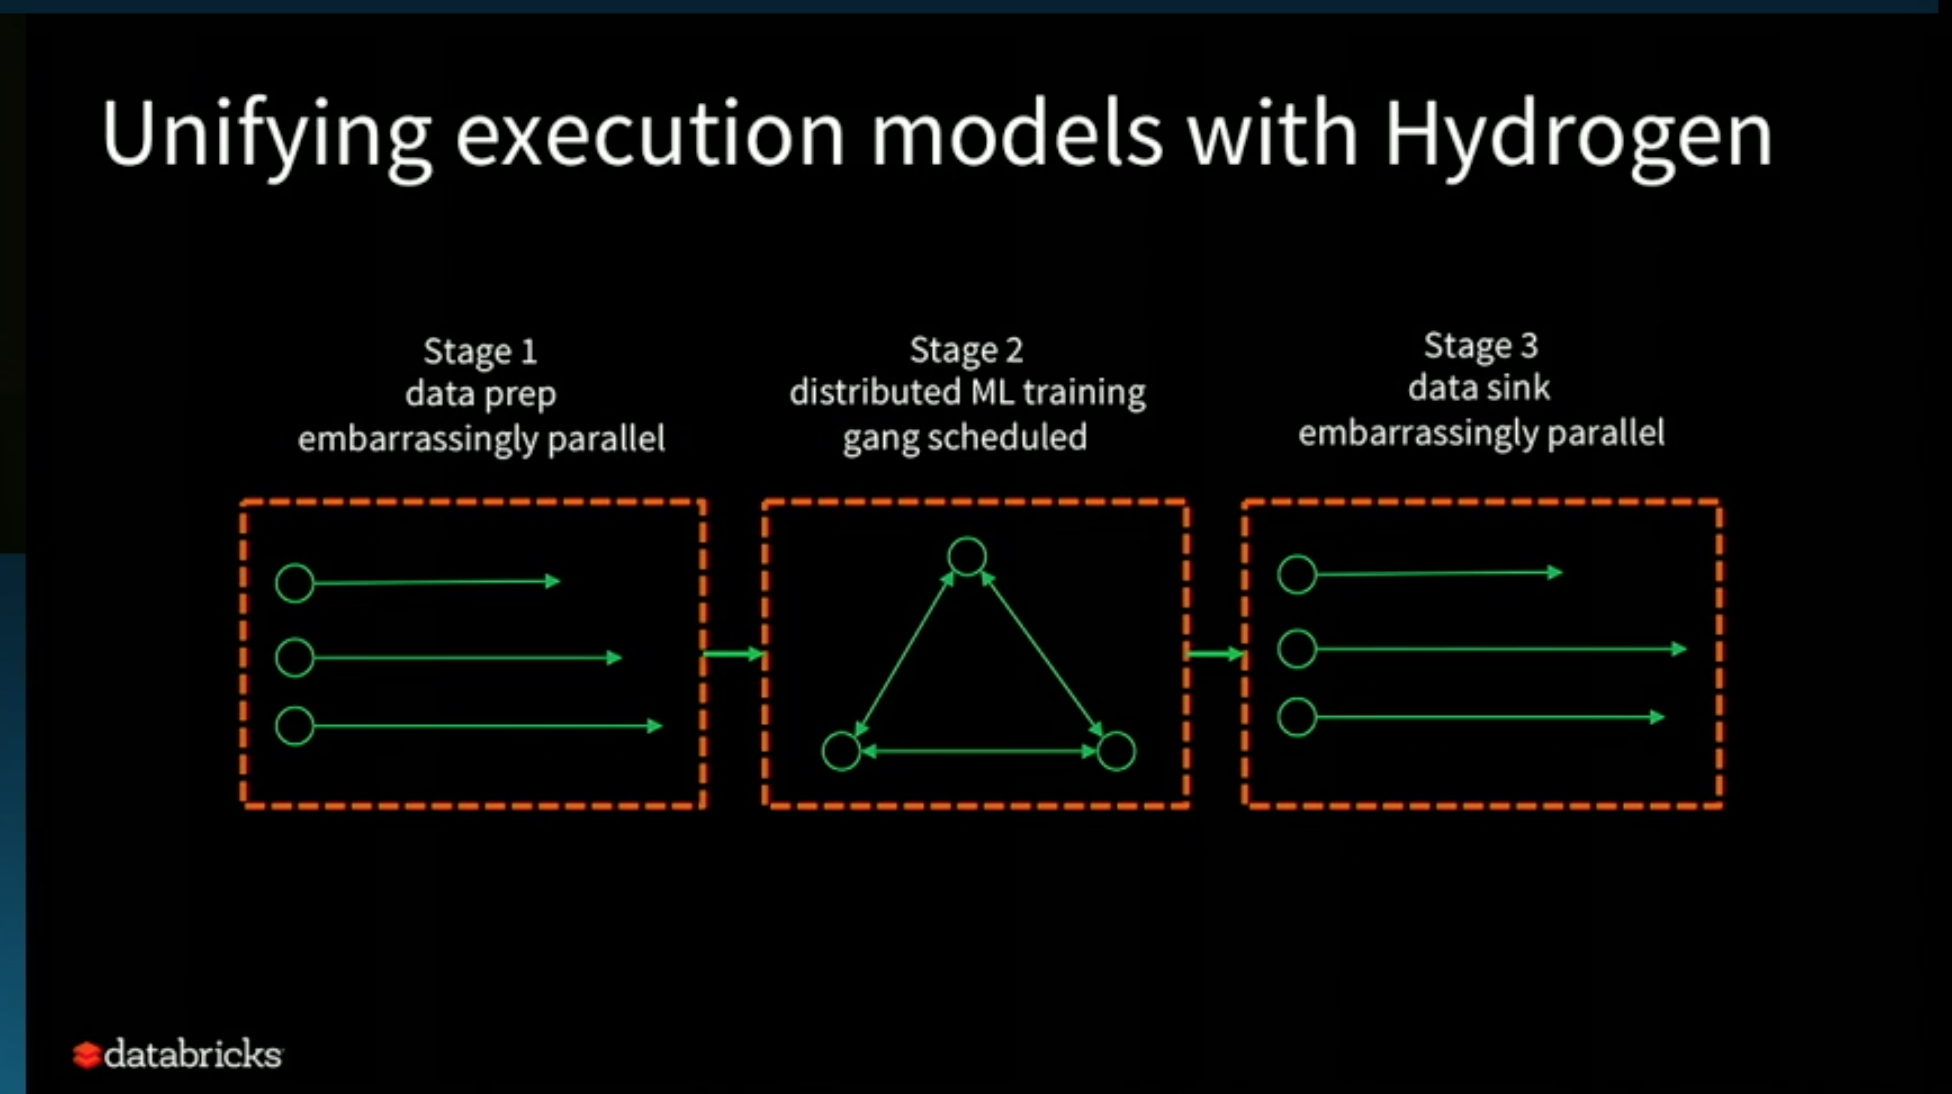 Unifying execution models with Hydrogen
Stage 1
data prep
embarrassingly parallel
Stage 2
distributed ML training
gang scheduled
Stage 3
data sink
embarrassingly parallel
databricks